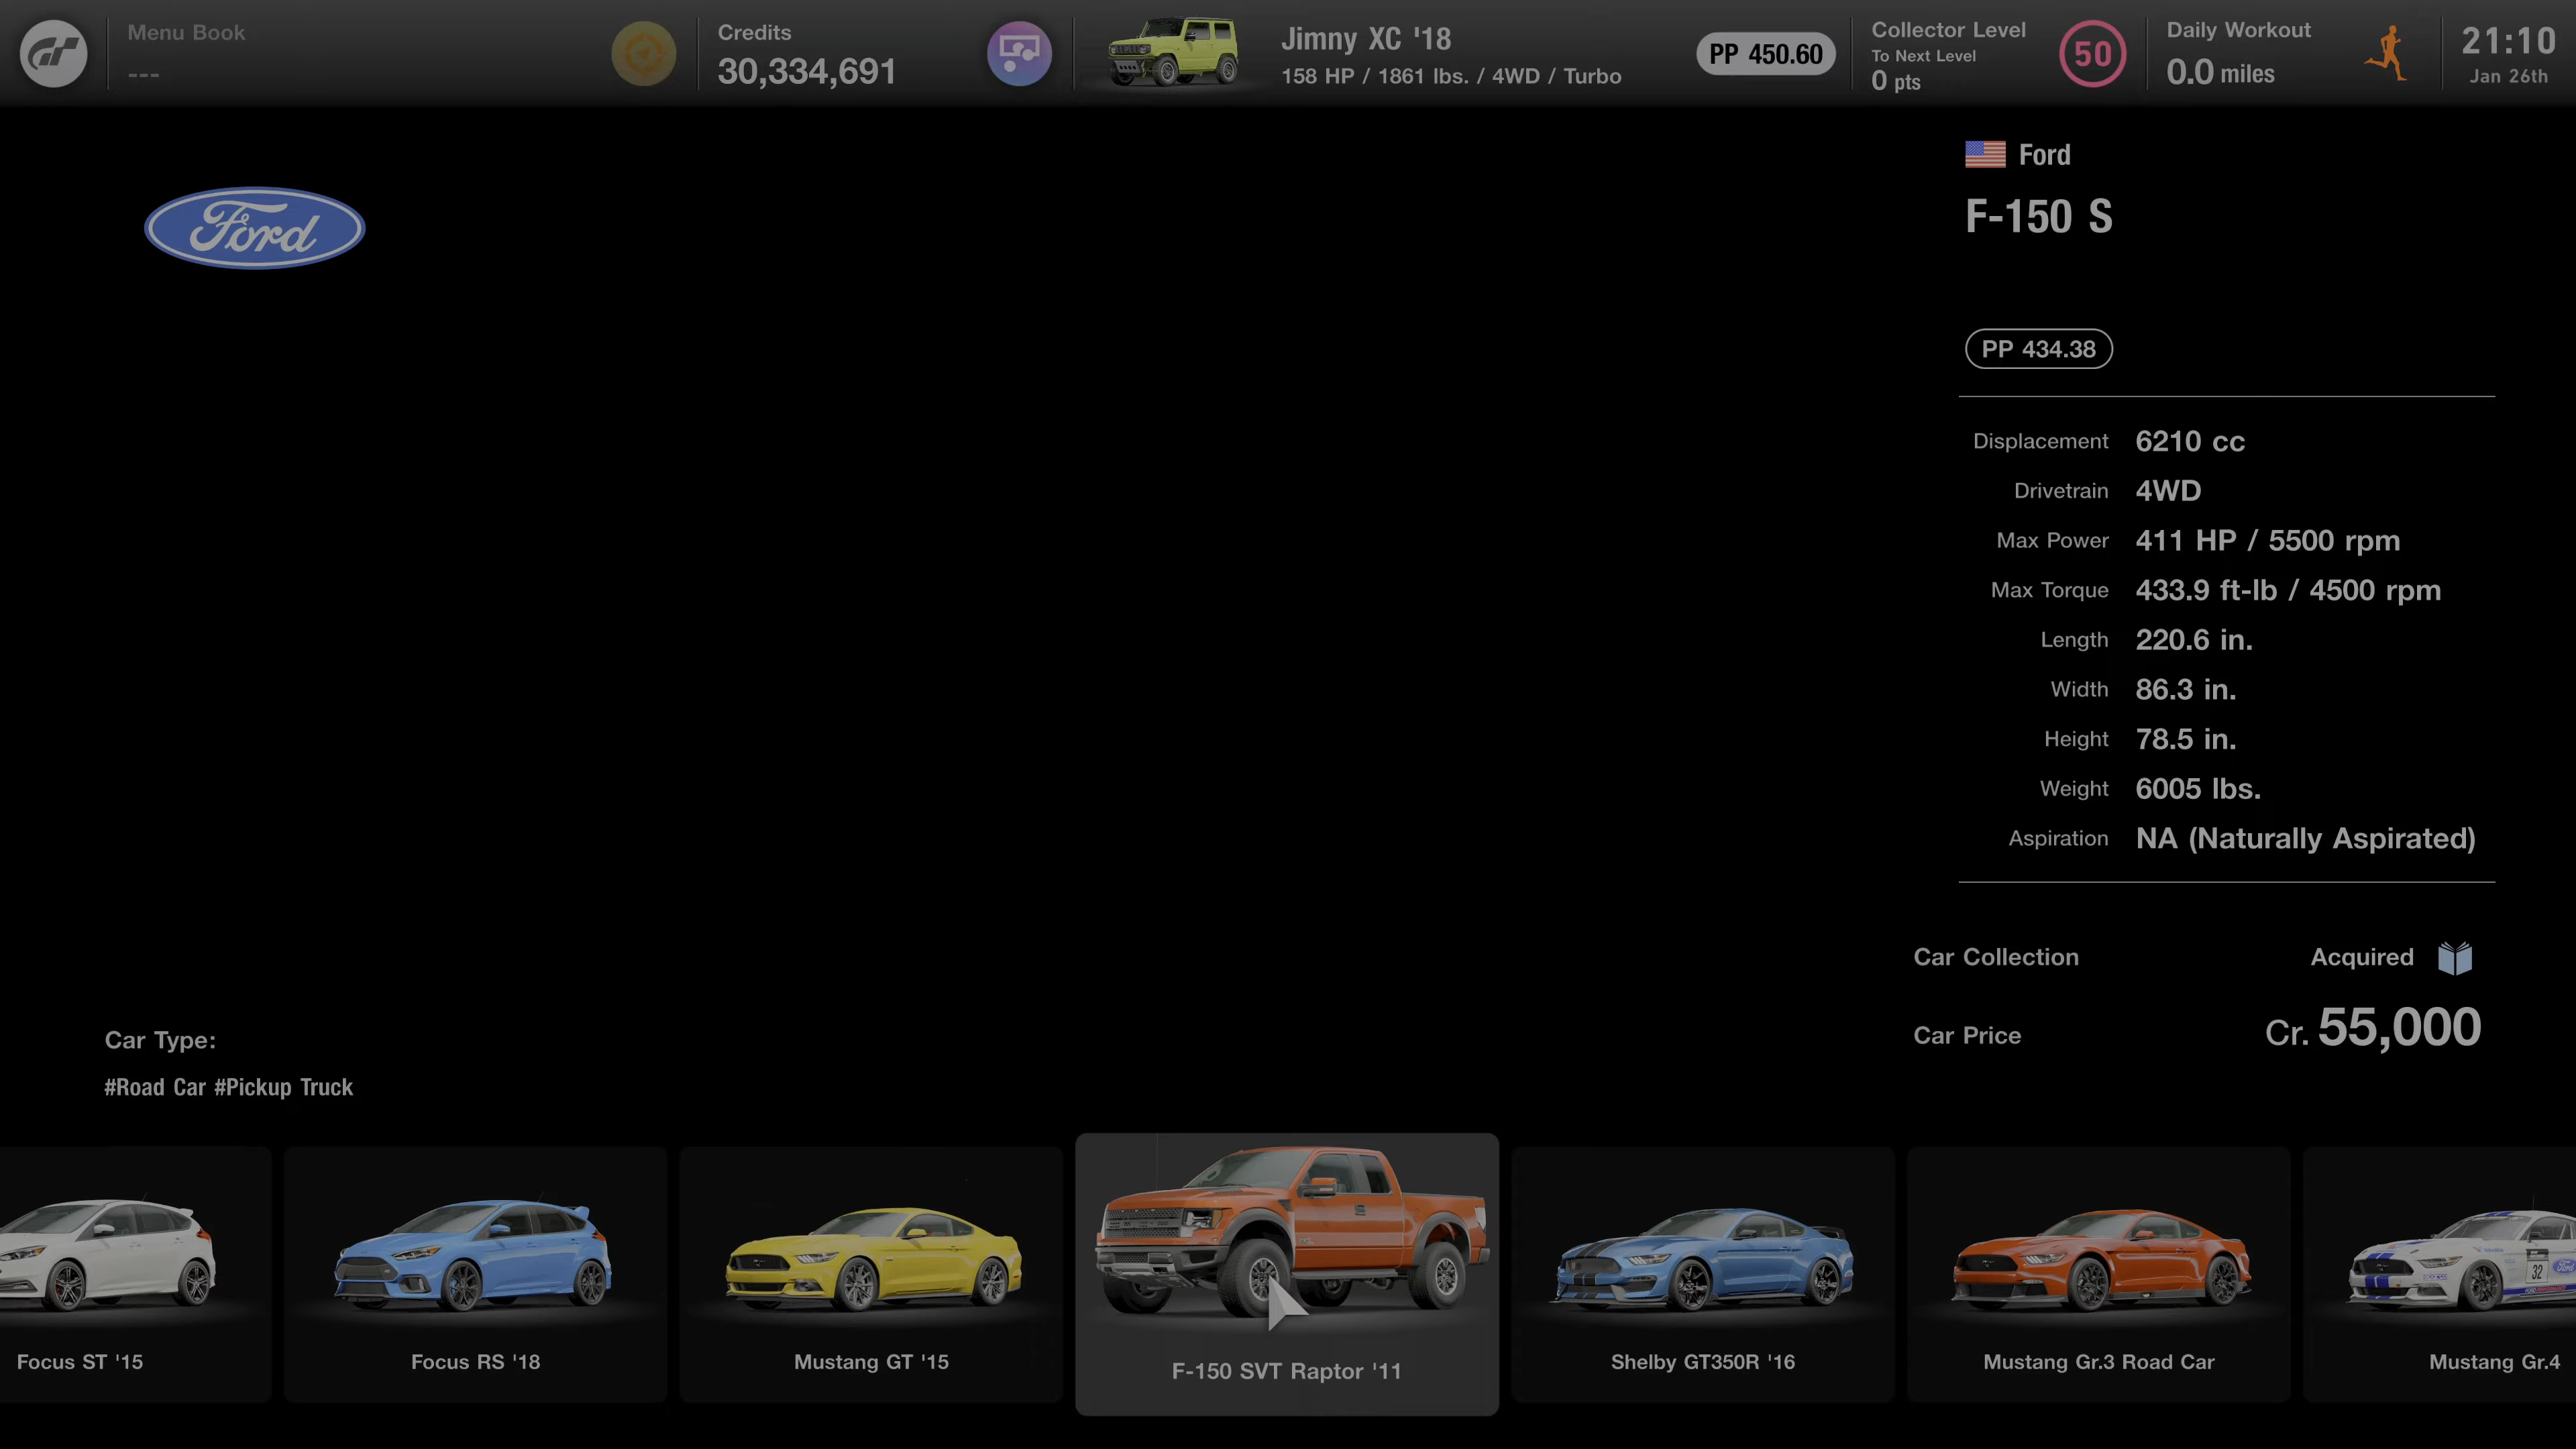 Menu Book
---
Credits
30,334,691
Jimny XC '18
158 HP / 1861 lbs. / 4WD / Turbo
PP 450.60
Collector Level
To Next Level
0 pts
50
Daily Workout
0.0 miles
21:10
Jan 26th
Ford
Ford
F-150 S
PP 434.38
Displacement 6210 cc
Drivetrain 4WD
Max Power 411 HP / 5500 rpm
Max Torque 433.9 ft-lb / 4500 rpm
Length 220.6 in.
Width 86.3 in.
Height 78.5 in.
Weight 6005 lbs.
Aspiration NA (Naturally Aspirated)
Car Collection Acquired
Car Price Cr. 55,000
Car Type:
#Road Car #Pickup Truck
32
Focus ST '15
Focus RS '18
Mustang GT '15
F-150 SVT Raptor '11
Shelby GT350R '16
Mustang Gr.3 Road Car
Mustang Gr.4